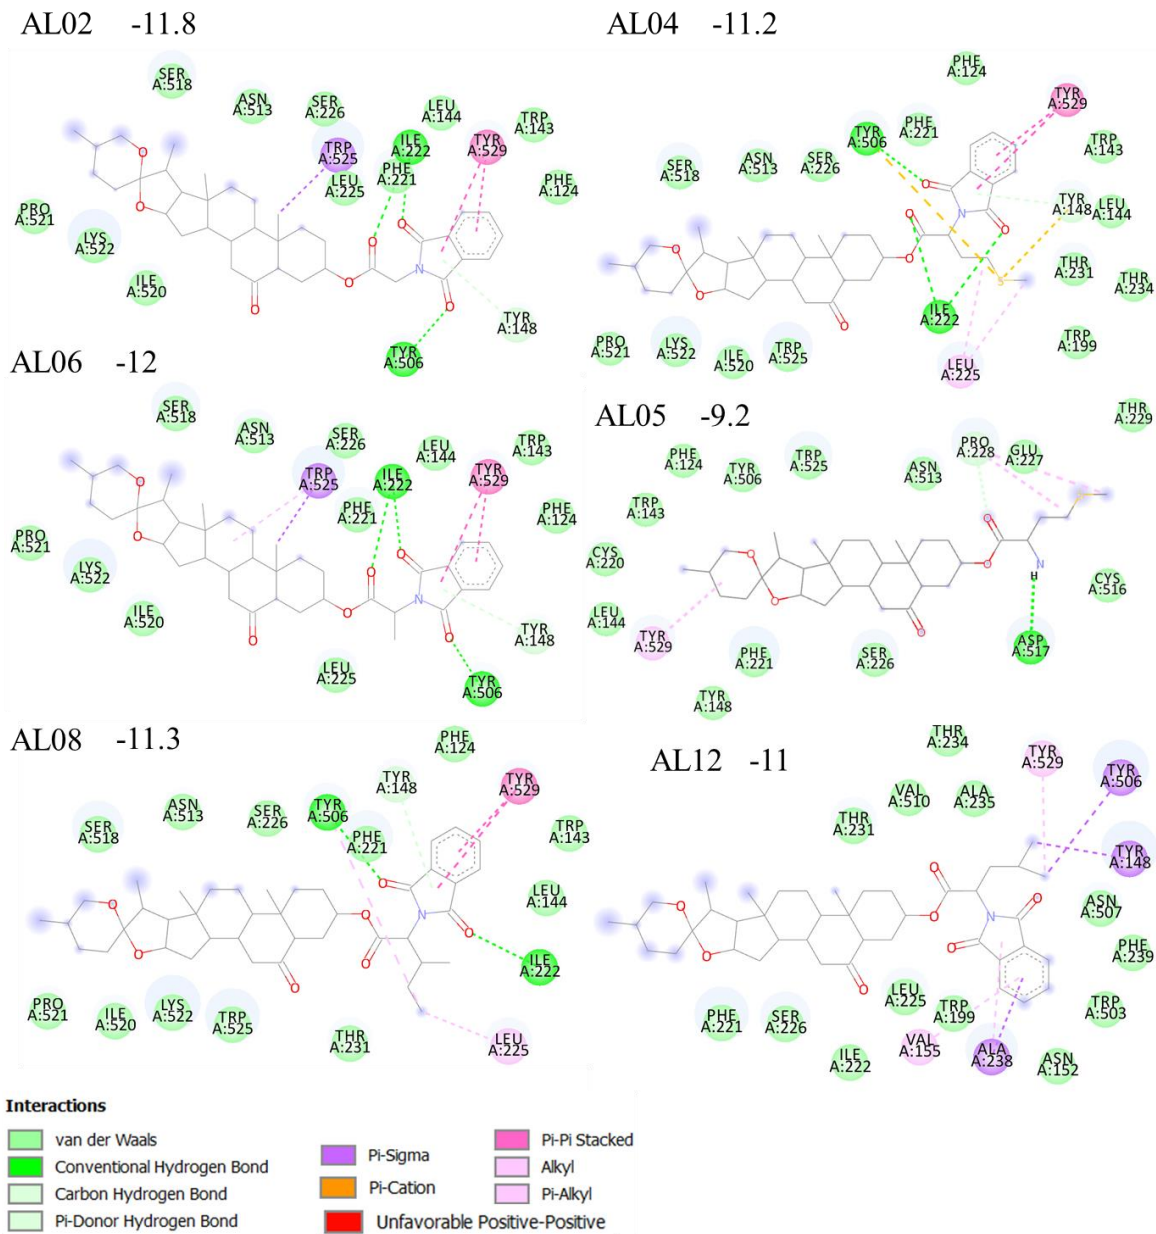 AL02 -11.8
SER
A:518
ASN
A:513
SER
A:226
LEU
A:144
TRP
A:143
TRP
A:525
ILE
A:222
PHE
A:221
TYR
A:529
LEU
A:225
PHE
A:124
PRO
A:521
LYS
A:522
ILE
A:520
TYR
A:148
TYR
A:506
O
O
O
O
O
O
O
N
AL04 -11.2
PHE
A:124
TYR
A:529
TYR
A:506
PHE
A:221
TRP
A:143
SER
A:518
ASN
A:513
SER
A:226
TYR
A:148
LEU
A:144
THR
A:231
THR
A:234
ILE
A:222
TRP
A:199
PRO
A:521
LYS
A:522
ILE
A:520
TRP
A:525
LEU
A:225
O
O
O
O
O
O
O
N
S
AL06 -12
SER
A:518
ASN
A:513
SER
A:226
LEU
A:144
TRP
A:143
TRP
A:525
ILE
A:222
TYR
A:529
PHE
A:221
PHE
A:124
PRO
A:521
LYS
A:522
ILE
A:520
TYR
A:148
LEU
A:225
TYR
A:506
O
O
O
O
O
O
O
N
AL05 -9.2
THR
A:229
PRO
A:228
GLU
A:227
PHE
A:124
TYR
A:506
TRP
A:525
ASN
A:513
TRP
A:143
CYS
A:220
CYS
A:516
LEU
A:144
TYR
A:529
PHE
A:221
SER
A:226
ASP
A:517
TYR
A:148
O
O
O
O
O
N
H
S
AL08 -11.3
PHE
A:124
TYR
A:148
TYR
A:529
SER
A:518
ASN
A:513
SER
A:226
TYR
A:506
PHE
A:221
TRP
A:143
LEU
A:144
ILE
A:222
PRO
A:521
ILE
A:520
LYS
A:522
TRP
A:525
THR
A:231
LEU
A:225
O
O
O
O
O
O
O
N
AL12 -11
THR
A:234
TYR
A:529
TYR
A:506
VAL
A:510
ALA
A:235
THR
A:231
TYR
A:148
ASN
A:507
PHE
A:239
LEU
A:225
TRP
A:199
TRP
A:503
PHE
A:221
SER
A:226
ILE
A:222
VAL
A:155
ALA
A:238
ASN
A:152
O
O
O
O
O
O
O
N
Interactions
van der Waals
Conventional Hydrogen Bond
Carbon Hydrogen Bond
Pi-Donor Hydrogen Bond
Pi-Sigma
Pi-Cation
Unfavorable Positive-Positive
Pi-Pi Stacked
Alkyl
Pi-Alkyl